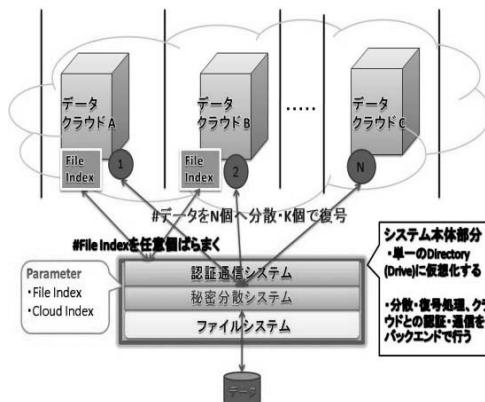 データ
クラウドA
データ
クラウドB
.....
データ
クラウドC
File
Index
1
File
Index
2
N
#データをN個へ分散・K個で復号
#File Indexを任意個ばらまく
Parameter
・File Index
・Cloud Index
認証通信システム
秘密分散システム
ファイルシステム
データ
システム本体部分
・単一のDirectory
(Drive)に仮想化する
・分散・復号処理、クラ
ウドとの認証・通信を
バックエンドで行う